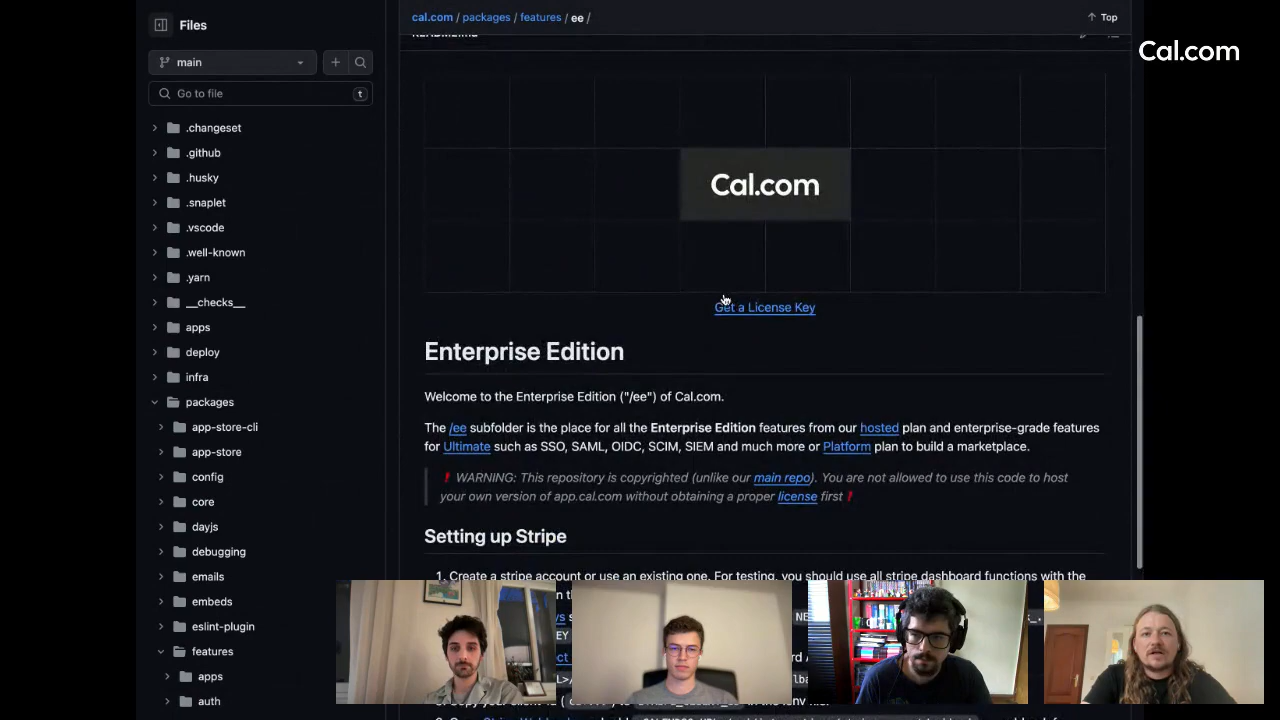 Files
cal.com / packages / features / ee /
Top
Cal.com
main
Go to file
t
.changeset
.github
.husky
.snaplet
.vscode
.well-known
.yarn
__checks__
apps
deploy
infra
packages
app-store-cli
app-store
config
core
dayjs
debugging
emails
embeds
eslint-plugin
features
apps
auth
Cal.com
Get a License Key
Enterprise Edition
Welcome to the Enterprise Edition ("/ee") of Cal.com.
The /ee subfolder is the place for all the Enterprise Edition features from our hosted plan and enterprise-grade features
for Ultimate such as SSO, SAML, OIDC, SCIM, SIEM and much more or Platform plan to build a marketplace.
❗ WARNING: This repository is copyrighted (unlike our main repo). You are not allowed to use this code to host
your own version of app.cal.com without obtaining a proper license first ❗
Setting up Stripe
1. Create a stripe account or use an existing one. For testing, you should use all stripe dashboard functions with the